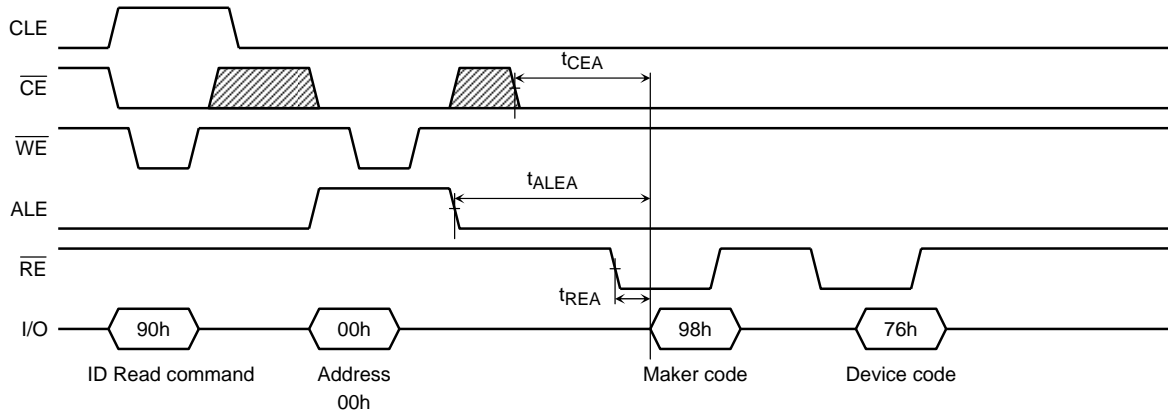 CLE
tCEA
CE
WE
tALEA
ALE
RE
tREA
I/O 90h 00h 98h 76h
ID Read command Address Maker code Device code
00h